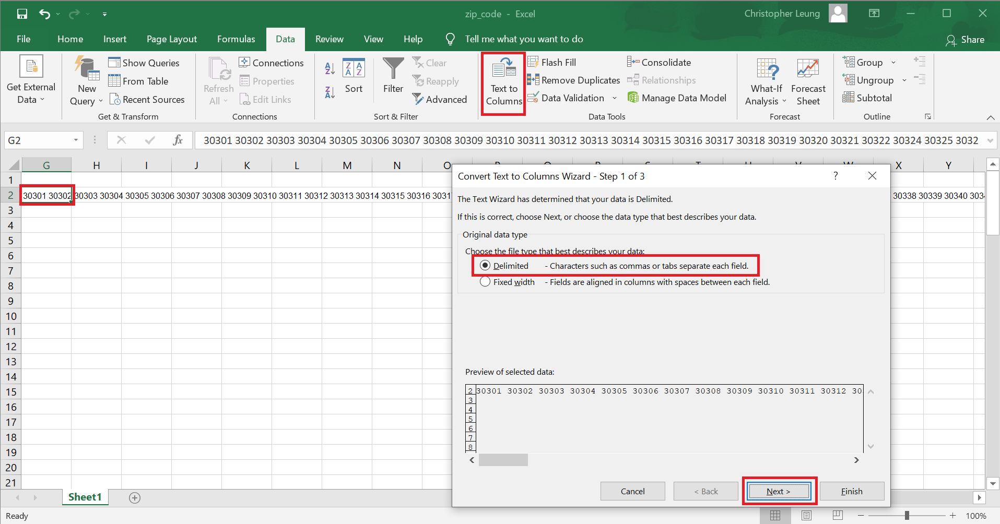 zip_code - Excel
Christopher Leung
File Home Insert Page Layout Formulas Data Review View Help Tell me what you want to do
Share
Get External Data
New Query
Show Queries
From Table
Recent Sources
Get & Transform
Refresh All
Connections
Properties
Edit Links
Connections
A Z
Z A
Z A A Z
Sort
Filter
Clear
Reapply
Advanced
Sort & Filter
Text to Columns
Flash Fill
Remove Duplicates
Data Validation
Consolidate
Relationships
Manage Data Model
Data Tools
What-If Analysis
Forecast Sheet
Forecast
Group
Ungroup
Subtotal
Outline
G2
fx
30301 30302 30303 30304 30305 30306 30307 30308 30309 30310 30311 30312 30313 30314 30315 30316 30317 30318 30319 30320 30321 30322 30324 30325 3032
G H I J K L M N O X Y
1
2 30301 30302 30303 30304 30305 30306 30307 30308 30309 30310 30311 30312 30313 30314 30315 30316 30317 30338 30339 30340 3034
3
4
5
6
7
8
9
10
11
12
13
14
15
16
17
18
19
20
21
Convert Text to Columns Wizard - Step 1 of 3
?
The Text Wizard has determined that your data is Delimited.
If this is correct, choose Next, or choose the data type that best describes your data.
Original data type
Choose the file type that best describes your data:
Delimited - Characters such as commas or tabs separate each field.
Fixed width - Fields are aligned in columns with spaces between each field.
Preview of selected data:
2 30301 30302 30303 30304 30305 30306 30307 30308 30309 30310 30311 30312 30
3
4
5
6
7
8
Cancel
< Back
Next >
Finish
Sheet1
Ready
100%